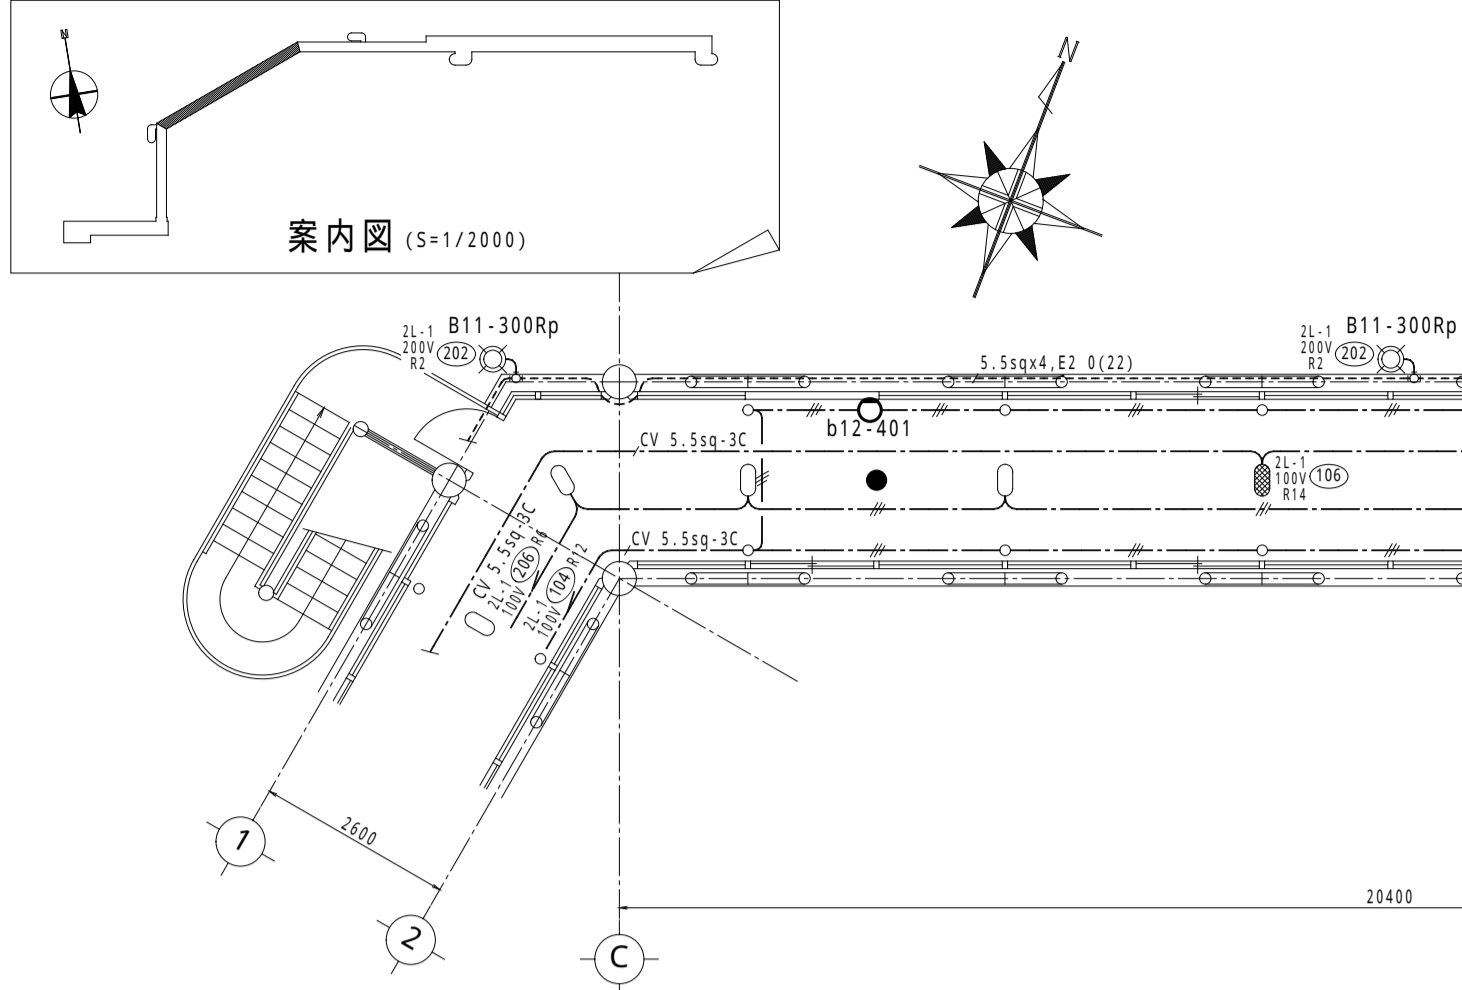 N
案内図 (S=1/2000)
N
2L-1
200V
R2
202
B11-300Rp
2L-1
200V
R2
202
B11-300Rp
5.5sqx4,E2 0(22)
b12-401
CV 5.5sq-3C
2L-1
100V
R14
106
CV 5.5sq-3C
CV 5.5sq-3C
2L-1
100V
206
R6
2L-1
100V
104
R12
2600
20400
1
2
C